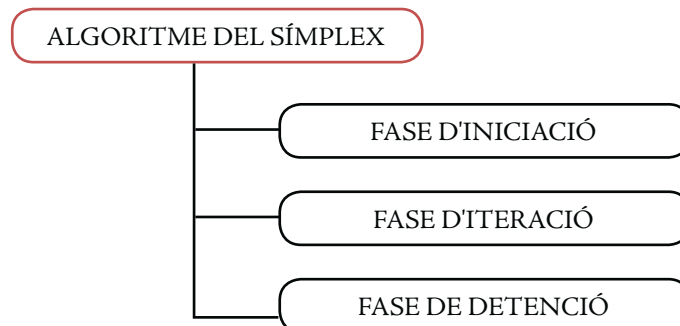 ALGORITME DEL SÍMPLEX
FASE D'INICIACIÓ
FASE D'ITERACIÓ
FASE DE DETENCIÓ